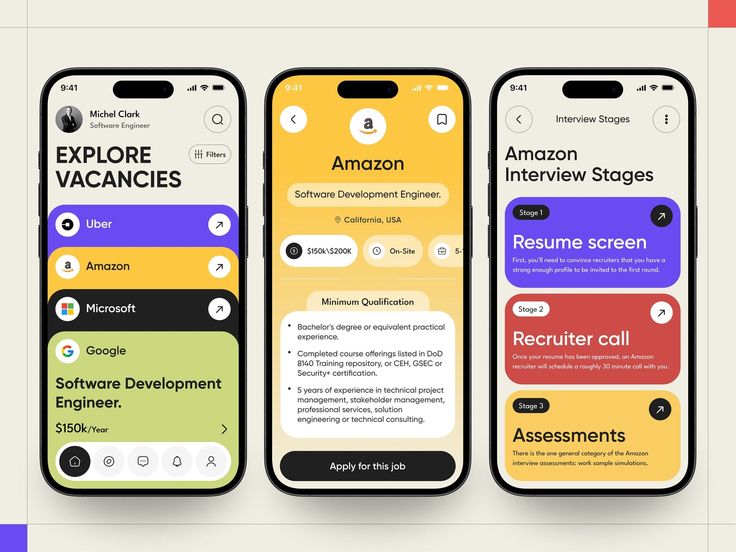 9:41
Michel Clark
Software Engineer
EXPLORE
VACANCIES
Filters
Uber
Amazon
Microsoft
Google
Software Development
Engineer.
$150k/Year
9:41
a
Amazon
Software Development Engineer.
California, USA
$150k\$200K
On-Site
5-
Minimum Qualification
Bachelor's degree or equivalent practical
experience.
Completed course offerings listed in DoD
8140 Training repository, or CEH, GSEC or
Security+ certification.
5 years of experience in technical project
management, stakeholder management,
professional services, solution
engineering or technical consulting.
Apply for this job
9:41
Interview Stages
Amazon
Interview Stages
Stage 1
Resume screen
First, you'll need to convince recruiters that you have a
strong enough profile to be invited to the first round.
Stage 2
Recruiter call
Once your resume has been approved, an Amazon
recruiter will schedule a roughly 30 minute call with you.
Stage 3
Assessments
There is the one general category of the Amazon
interview assessments: work sample simulations.